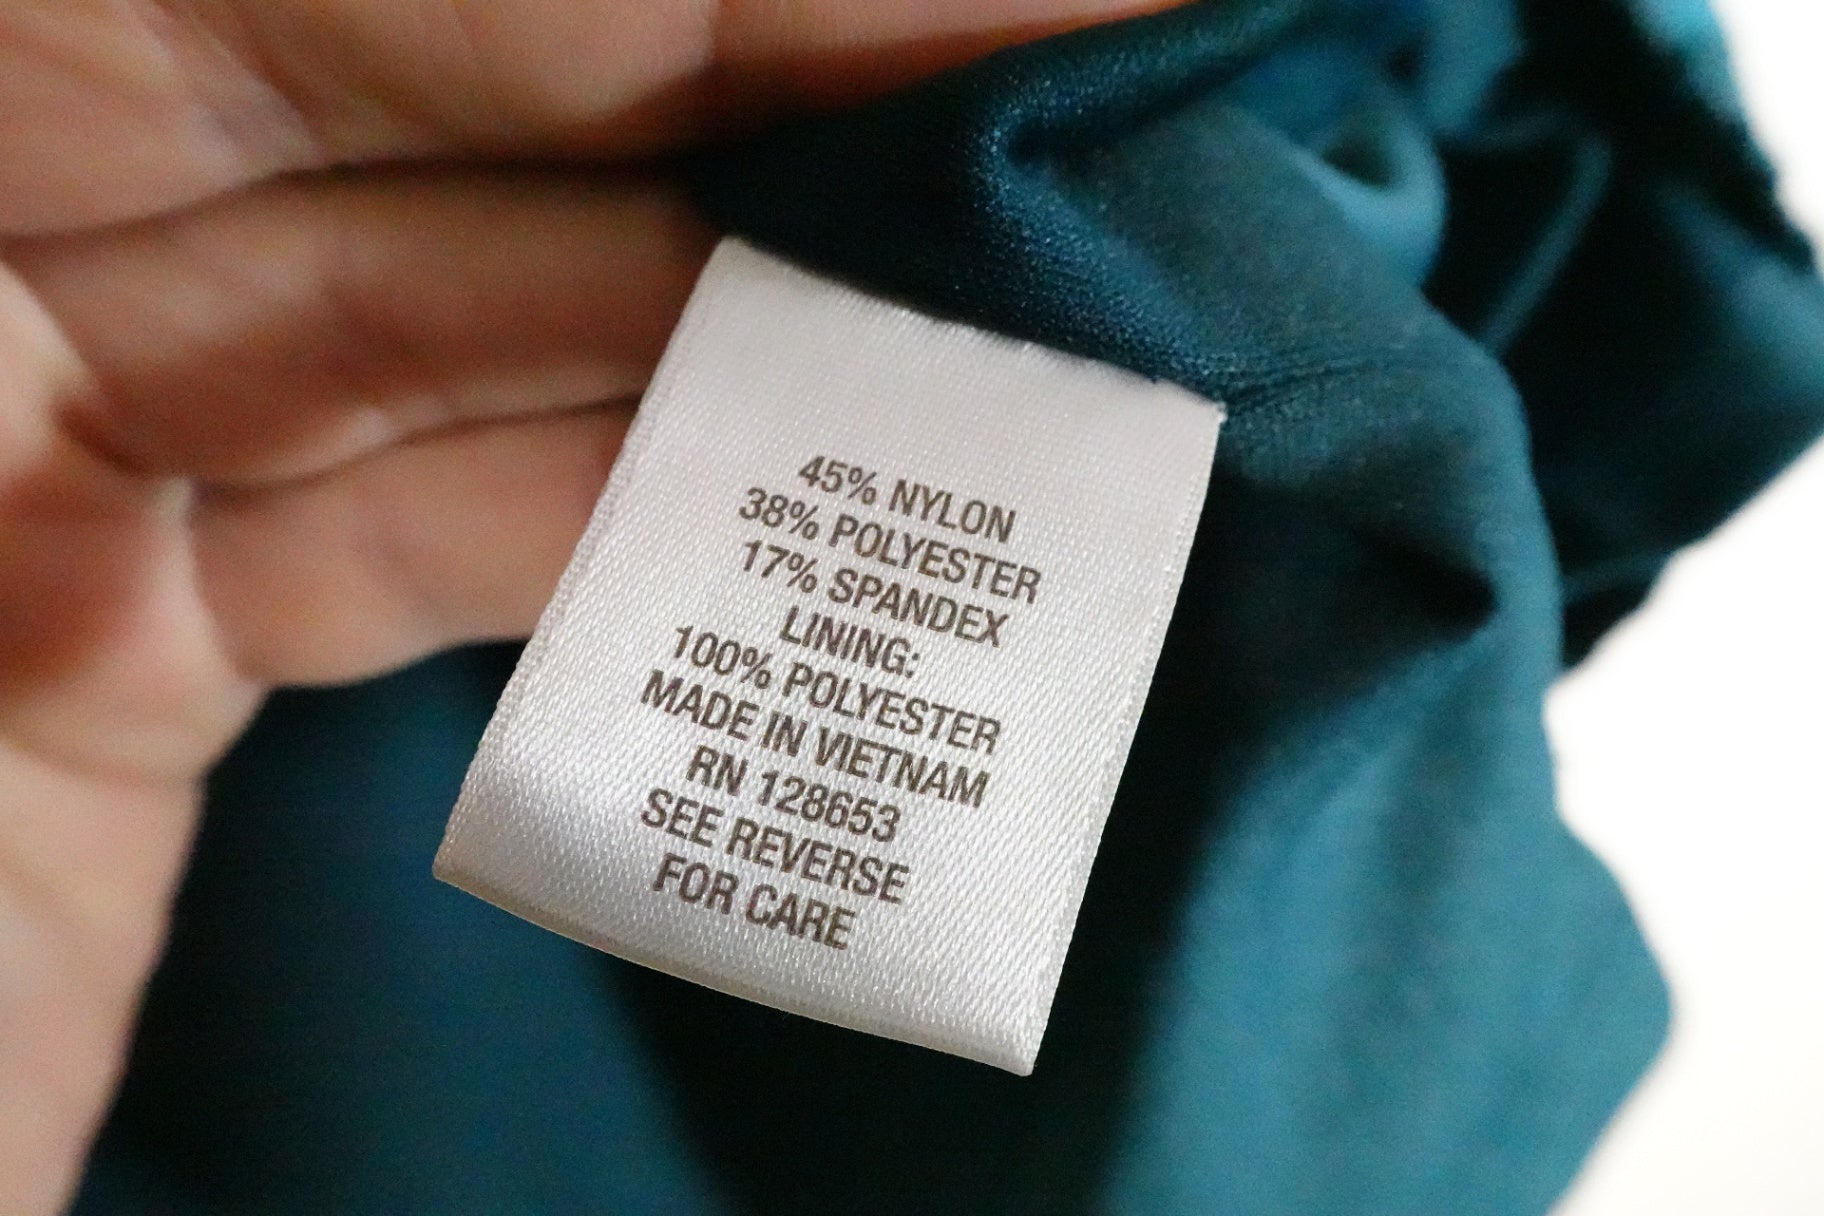 45% NYLON
38% POLYESTER
17% SPANDEX
LINING:
100% POLYESTER
MADE IN VIETNAM
RN 128653
SEE REVERSE
FOR CARE